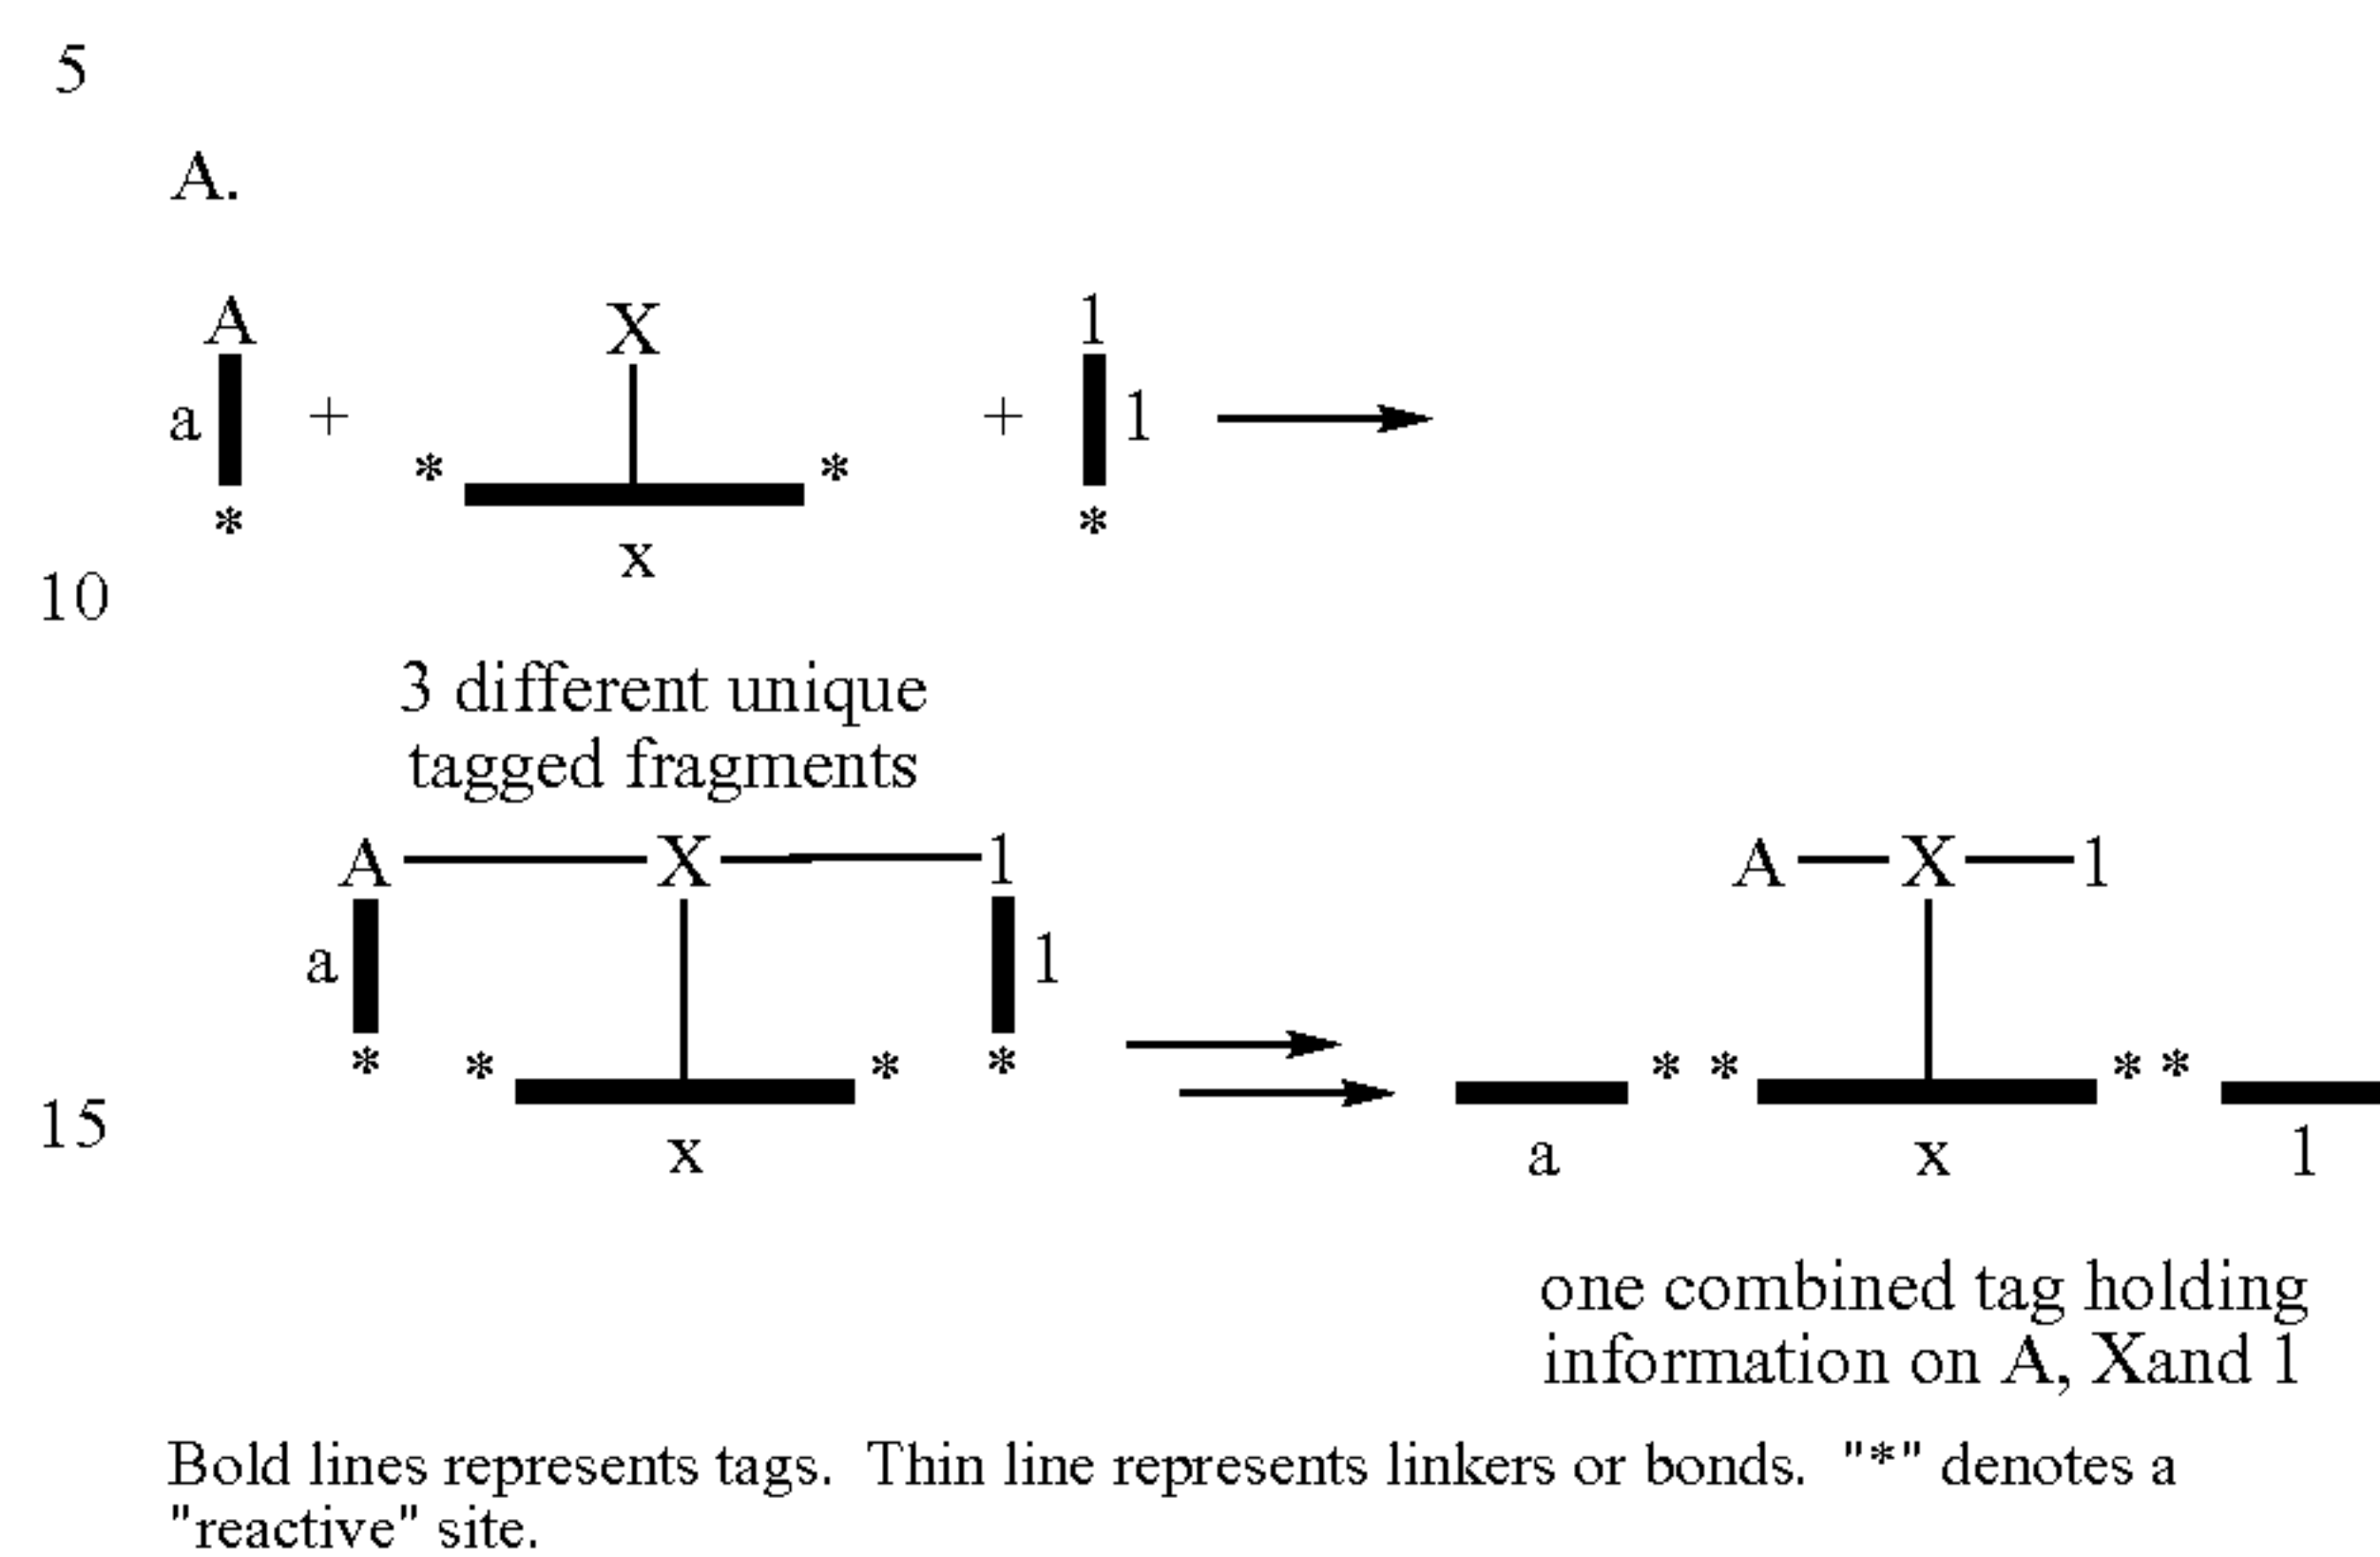 5
A.
A X 1
a + * * + 1
* x *
10
3 different unique
tagged fragments
A X 1 A X 1
a 1
* * * * * * * *
15 x a x 1
one combined tag holding
information on A, Xand 1
Bold lines represents tags. Thin line represents linkers or bonds. "*" denotes a
"reactive" site.